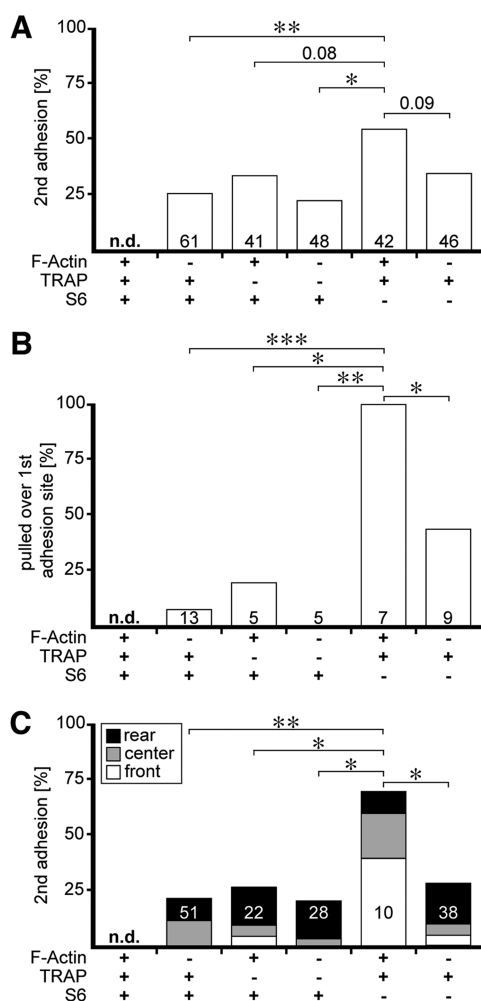 A
100
75
50
25
2nd adhesion [%]
**
0.08
*
0.09
n.d. 61 41 48 42 46
F-Actin + - + - + -
TRAP + + - - + +
S6 + + + + - -
B
100
75
50
25
pulled over 1st
adhesion site [%]
***
*
**
*
n.d. 13 5 5 7 9
F-Actin + - + - + -
TRAP + + - - + +
S6 + + + + - -
C
100
75
50
25
2nd adhesion [%]
rear
center
front
**
*
*
*
n.d. 51 22 28 10 38
F-Actin + - + - + -
TRAP + + - - + +
S6 + + + + - -